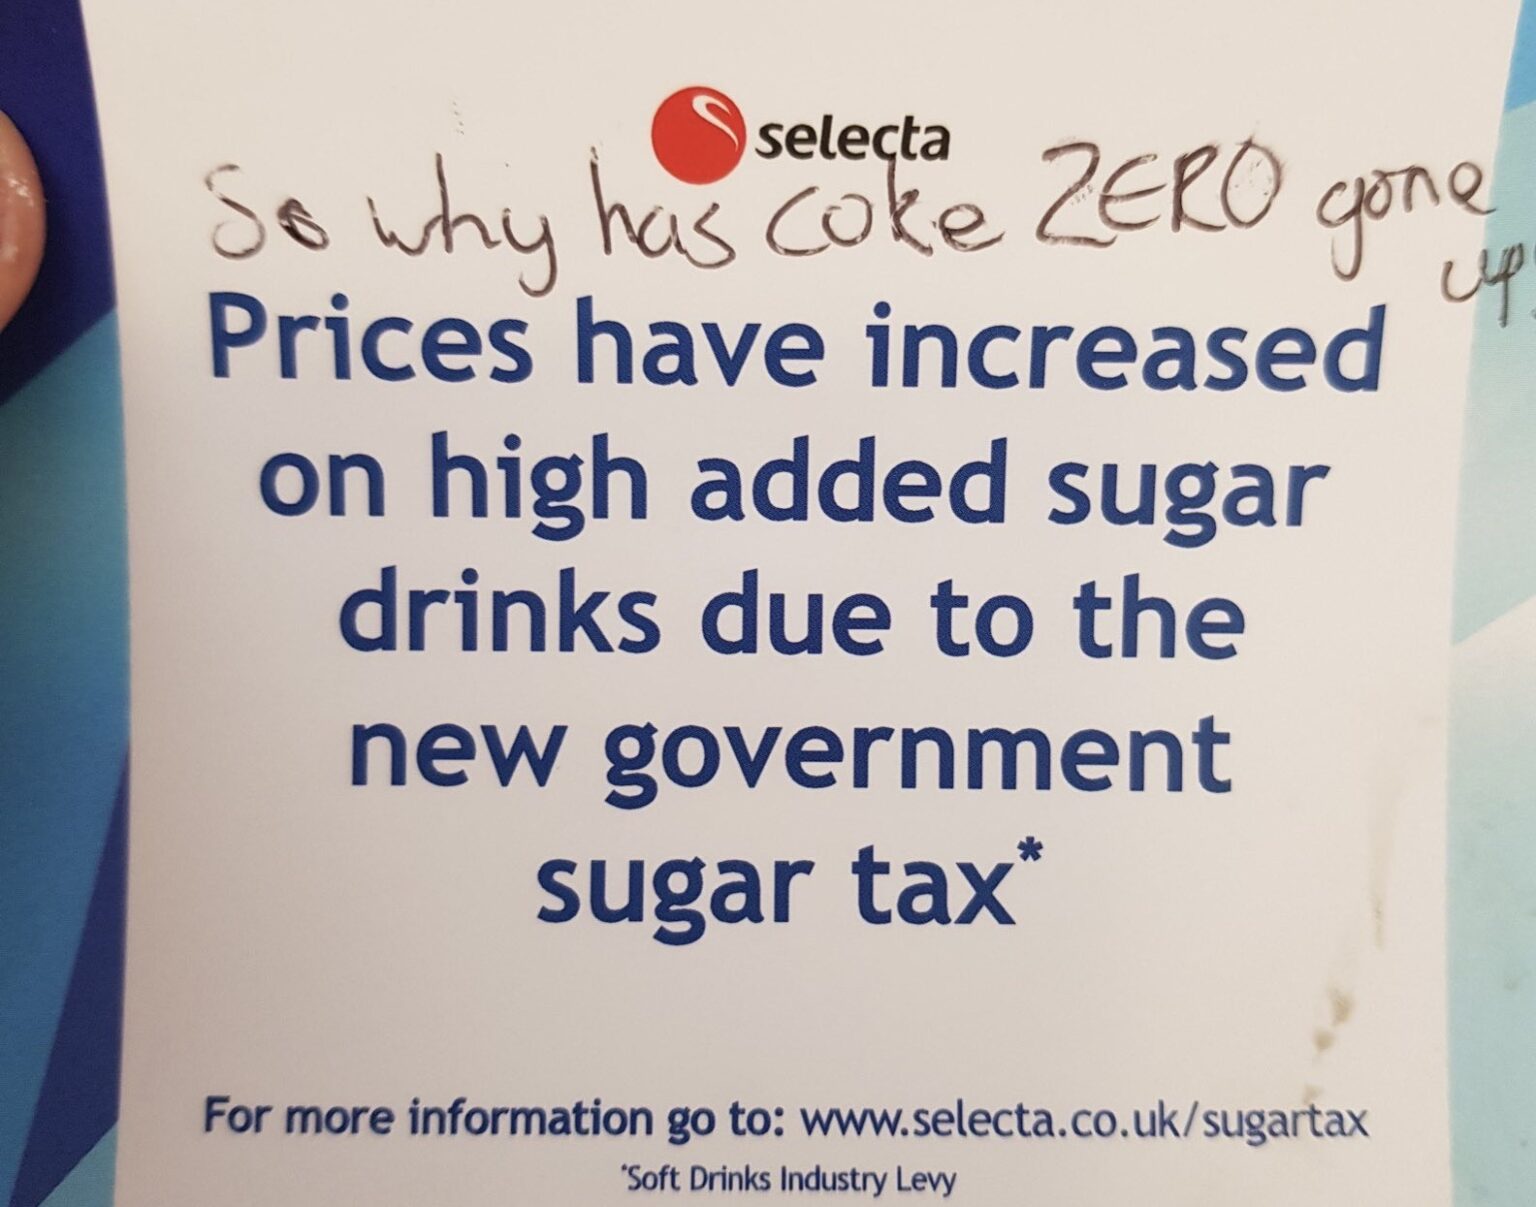 selecta
So why has coke ZERO gone
up?
Prices have increased
on high added sugar
drinks due to the
new government
sugar tax*
For more information go to: www.selecta.co.uk/sugartax
*Soft Drinks Industry Levy